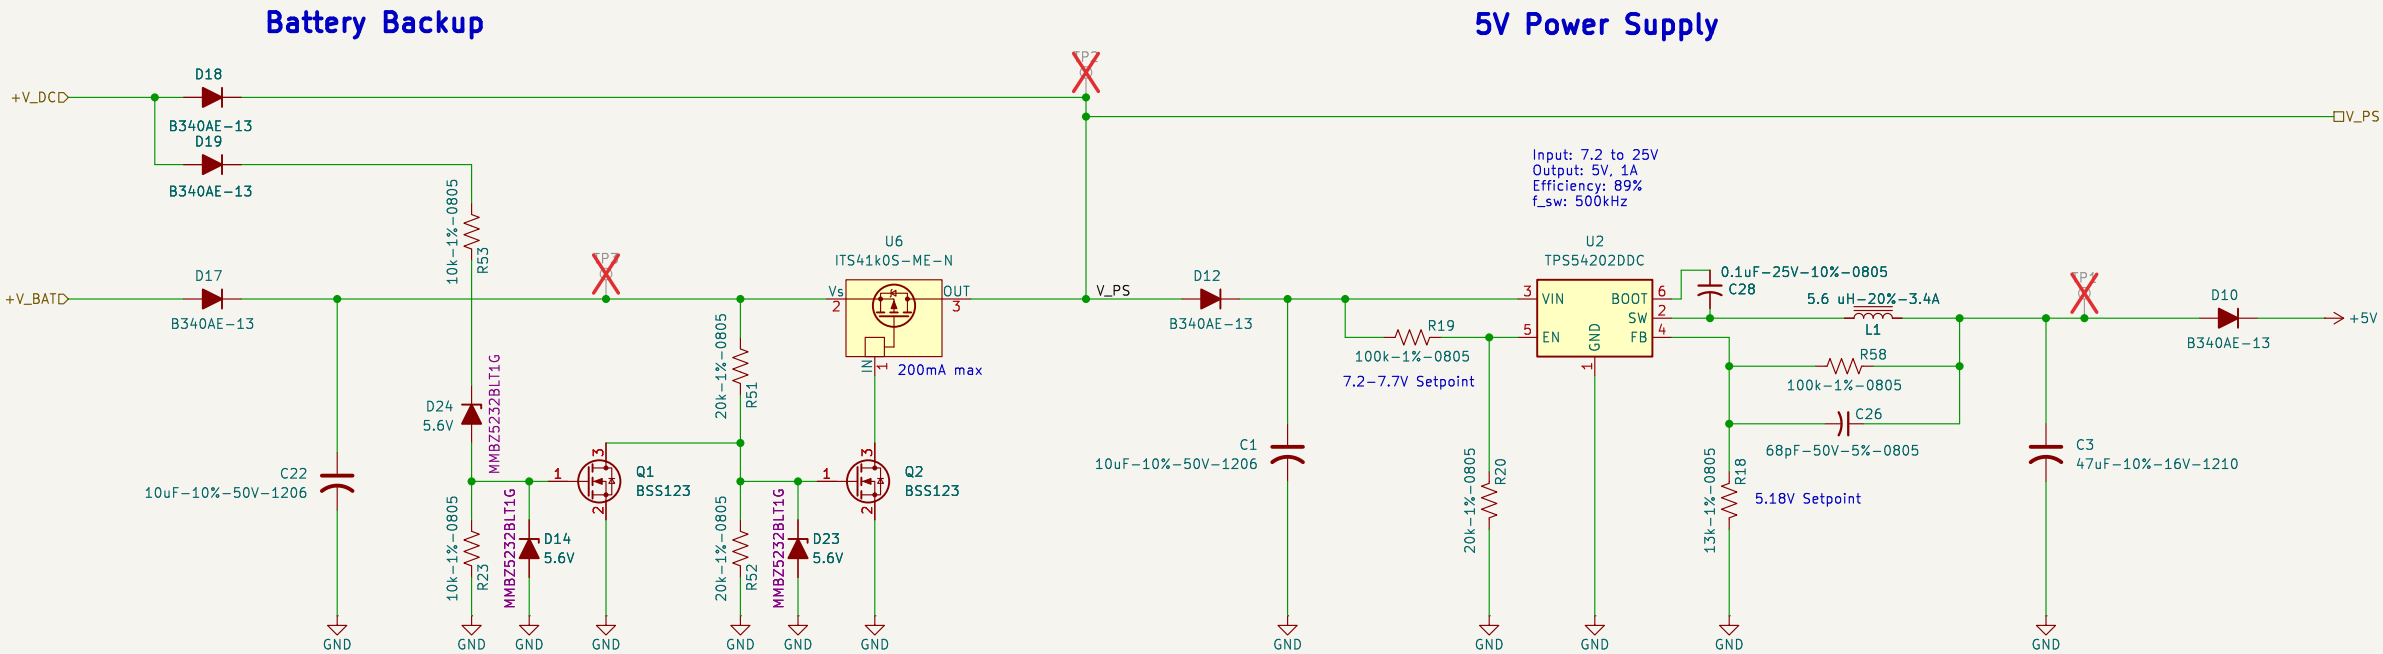 Battery Backup
5V Power Supply
TP2
D18
+V_DC
B340AE-13
V_PS
D19
B340AE-13
Input: 7.2 to 25V
Output: 5V, 1A
Efficiency: 89%
f_sw: 500kHz
10k-1%-0805
R53
TP3
U6
ITS41k0S-ME-N
U2
TPS54202DDC
0.1uF-25V-10%-0805
C28
TP1
D17
+V_BAT
B340AE-13
Vs
2
OUT
3
IN
1
200mA max
V_PS
D12
B340AE-13
3
VIN
5
EN
GND
1
BOOT
6
SW
2
FB
4
5.6 uH-20%-3.4A
L1
D10
+5V
B340AE-13
R19
100k-1%-0805
7.2-7.7V Setpoint
R58
100k-1%-0805
C26
68pF-50V-5%-0805
20k-1%-0805
R51
D24
5.6V
MMBZ5232BLT1G
C22
10uF-10%-50V-1206
1
3
2
Q1
BSS123
1
3
2
Q2
BSS123
C1
10uF-10%-50V-1206
20k-1%-0805
R20
13k-1%-0805
R18
5.18V Setpoint
C3
47uF-10%-16V-1210
10k-1%-0805
R23
MMBZ5232BLT1G
D14
5.6V
20k-1%-0805
R52
MMBZ5232BLT1G
D23
5.6V
GND
GND
GND
GND
GND
GND
GND
GND
GND
GND
GND
GND